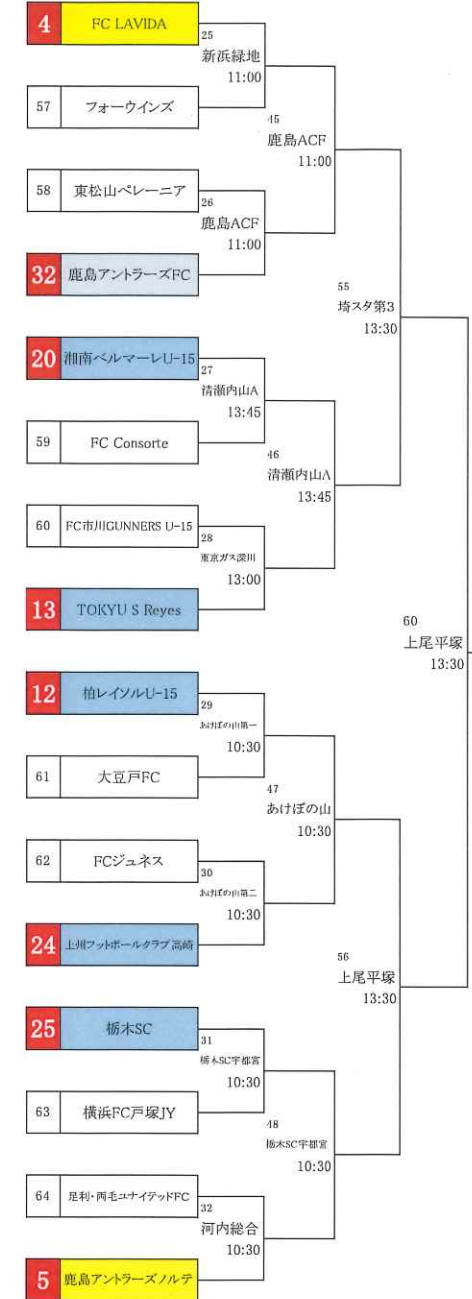 4 FC LAVIDA
25
新浜緑地
11:00
57 フォーウインズ
45
鹿島ACF
11:00
58 東松山ペレーニア
26
鹿島ACF
11:00
32 鹿島アントラーズFC
55
埼スタ第3
13:30
20 湘南ベルマーレU-15
27
清瀬内山A
13:45
59 FC Consorte
46
清瀬内山A
13:45
60 FC市川GUNNERS U-15
28
東京ガス深川
13:00
13 TOKYU S Reyes
60
上尾平塚
13:30
12 柏レイソルU-15
29
あけぼの山第一
10:30
61 大豆戸FC
47
あけぼの山
10:30
62 FCジュネス
30
あけぼの山第二
10:30
24 上州フットボールクラブ高崎
56
上尾平塚
13:30
25 栃木SC
31
栃木SC宇都宮
10:30
63 横浜FC戸塚JY
48
栃木SC宇都宮
10:30
64 足利・両毛ユナイテッドFC
32
河内総合
10:30
5 鹿島アントラーズノルテ